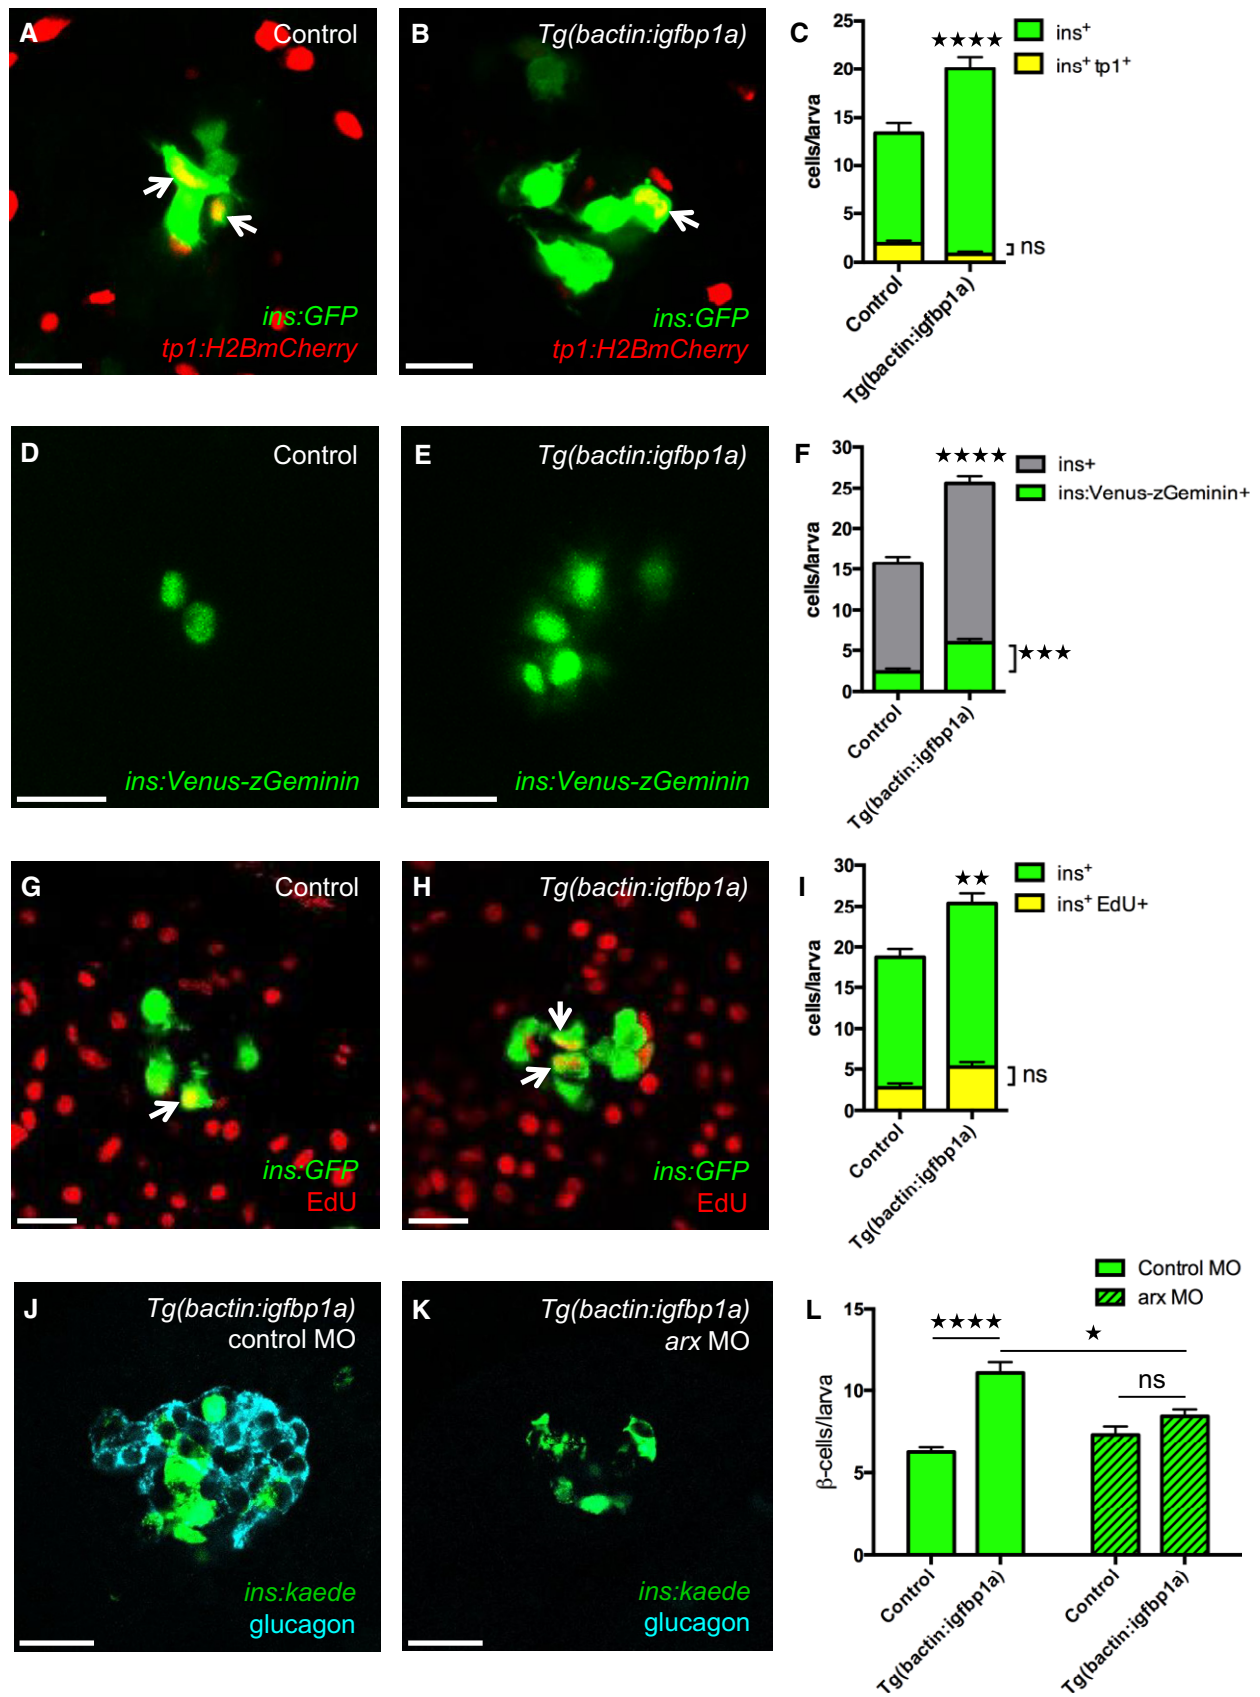 A
Control
ins:GFP
tp1:H2BmCherry
B
Tg(bactin:igfbp1a)
ins:GFP
tp1:H2BmCherry
C
25
20
15
10
5
0
cells/larva
★★★★
ns
ins+
ins+ tp1+
Control
Tg(bactin:igfbp1a)
D
Control
ins:Venus-zGeminin
E
Tg(bactin:igfbp1a)
ins:Venus-zGeminin
F
30
25
20
15
10
5
0
cells/larva
★★★★
★★★
ins+
ins:Venus-zGeminin+
Control
Tg(bactin:igfbp1a)
G
Control
ins:GFP
EdU
H
Tg(bactin:igfbp1a)
ins:GFP
EdU
I
30
25
20
15
10
5
0
cells/larva
★★
ns
ins+
ins+ EdU+
Control
Tg(bactin:igfbp1a)
J
Tg(bactin:igfbp1a)
control MO
ins:kaede
glucagon
K
Tg(bactin:igfbp1a)
arx MO
ins:kaede
glucagon
L
Control MO
arx MO
15
10
5
0
β-cells/larva
★★★★
★
ns
Control
Tg(bactin:igfbp1a)
Control
Tg(bactin:igfbp1a)